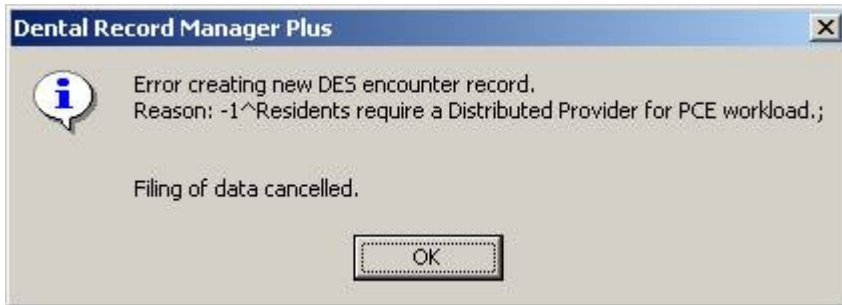 Dental Record Manager Plus
Error creating new DES encounter record.
Reason: -1^Residents require a Distributed Provider for PCE workload.;
Filing of data cancelled.
OK